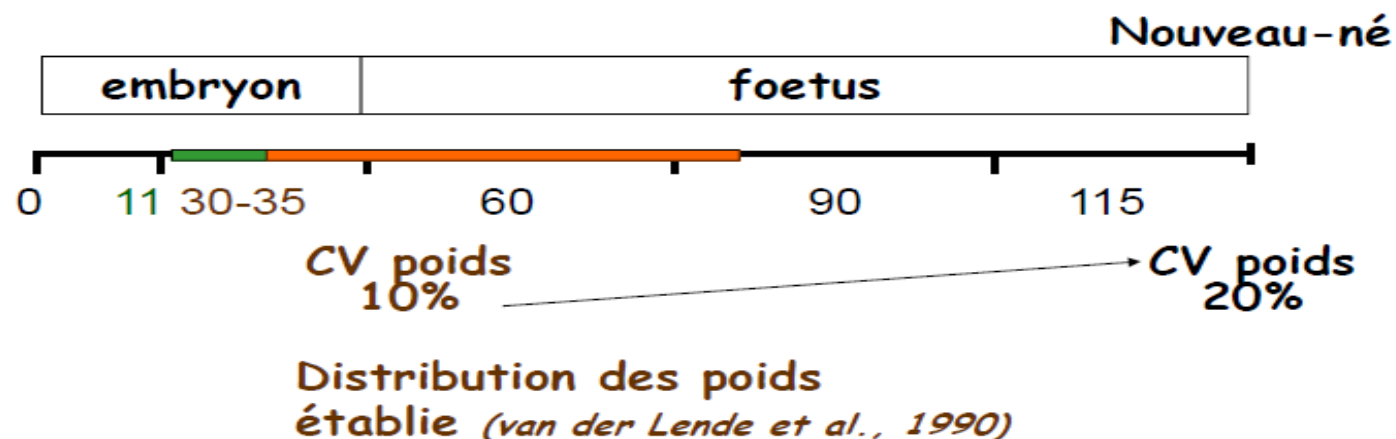 Nouveau-né
embryon foetus
0 11 30-35 60 90 115
CV poids CV poids
10% 20%
Distribution des poids
établie (van der Lende et al., 1990)